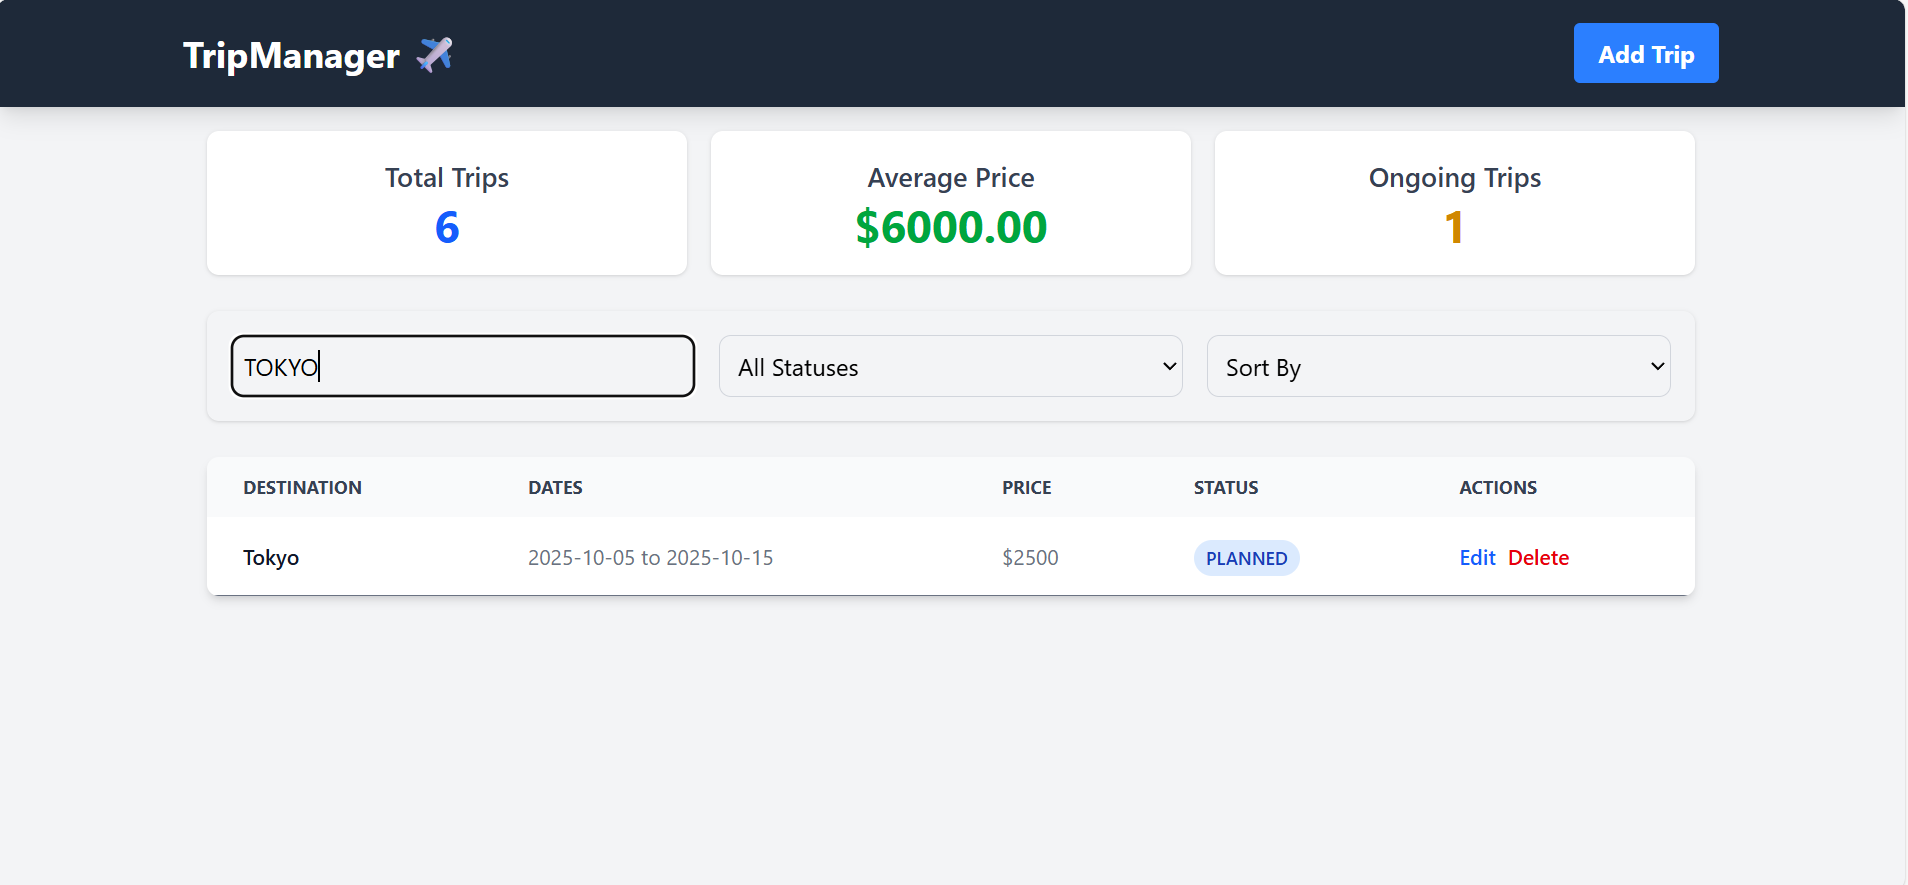 TripManager ✈️
Add Trip
Total Trips
6
Average Price
$6000.00
Ongoing Trips
1
TOKYO
All Statuses
Sort By
DESTINATION DATES PRICE STATUS ACTIONS
Tokyo 2025-10-05 to 2025-10-15 $2500 PLANNED Edit Delete